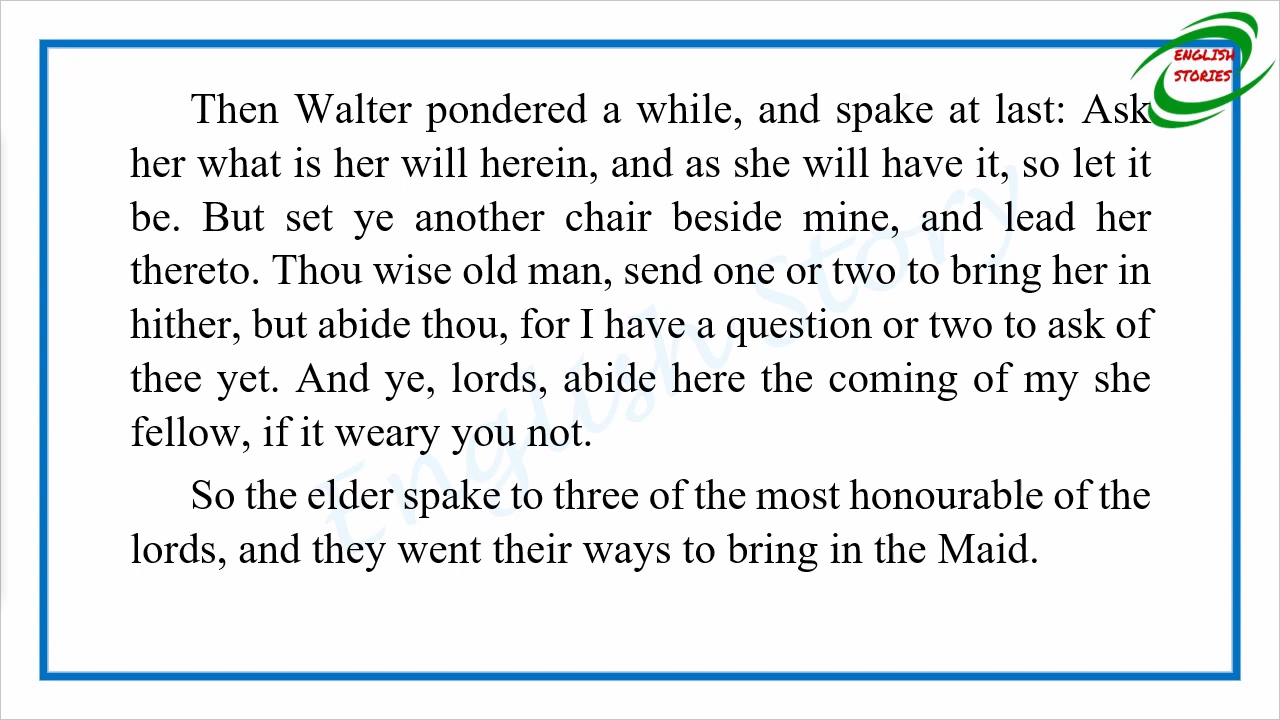 ENGLISH
STORIES
Then Walter pondered a while, and spake at last: Ask
her what is her will herein, and as she will have it, so let it
be. But set ye another chair beside mine, and lead her
thereto. Thou wise old man, send one or two to bring her in
hither, but abide thou, for I have a question or two to ask of
thee yet. And ye, lords, abide here the coming of my she
fellow, if it weary you not.
So the elder spake to three of the most honourable of the
lords, and they went their ways to bring in the Maid.
English Story